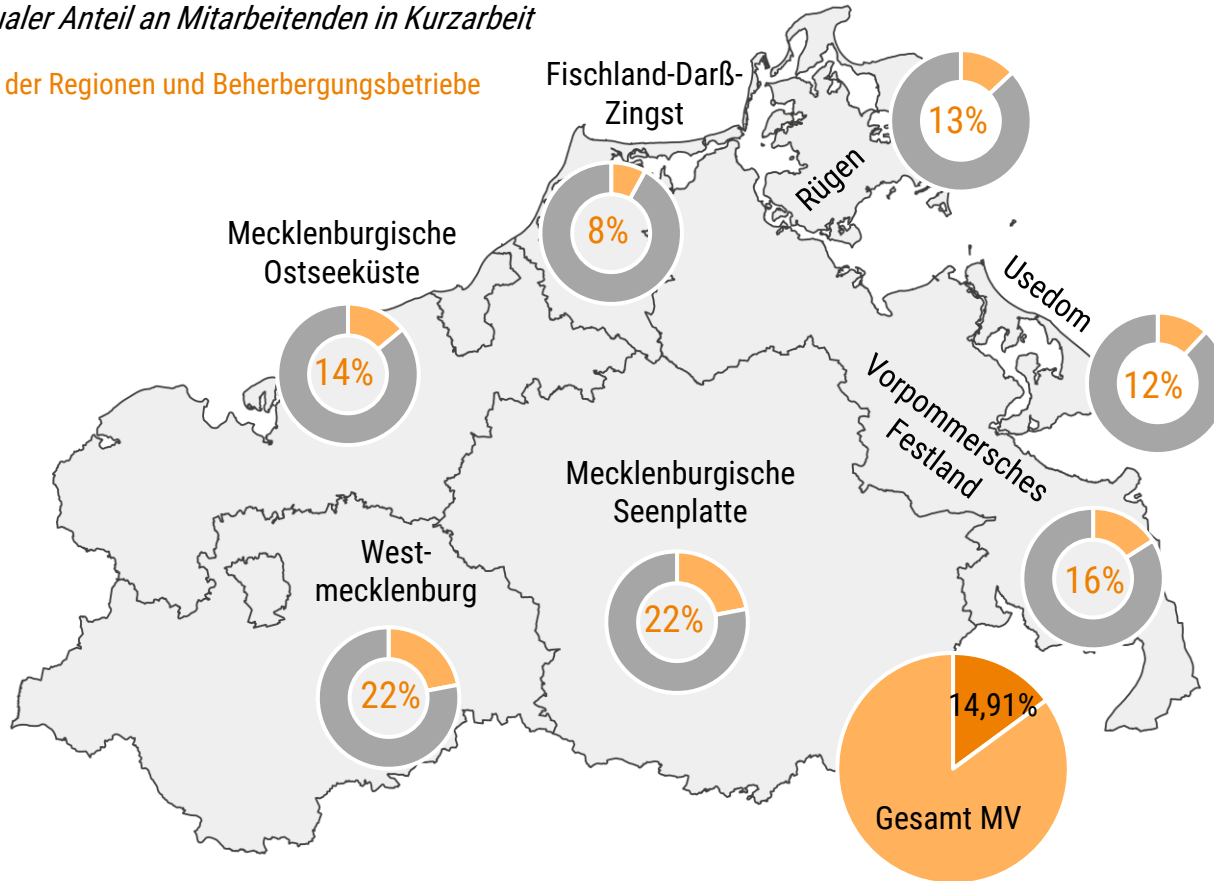 ualer Anteil an Mitarbeitenden in Kurzarbeit
der Regionen und Beherbergungsbetriebe
Fischland-Darß-
Zingst
13%
Rügen
8%
Mecklenburgische
Ostseeküste
14%
Usedom
12%
Vorpommersches
Festland
Mecklenburgische
Seenplatte
West-
mecklenburg
16%
22%
22%
14,91%
Gesamt MV